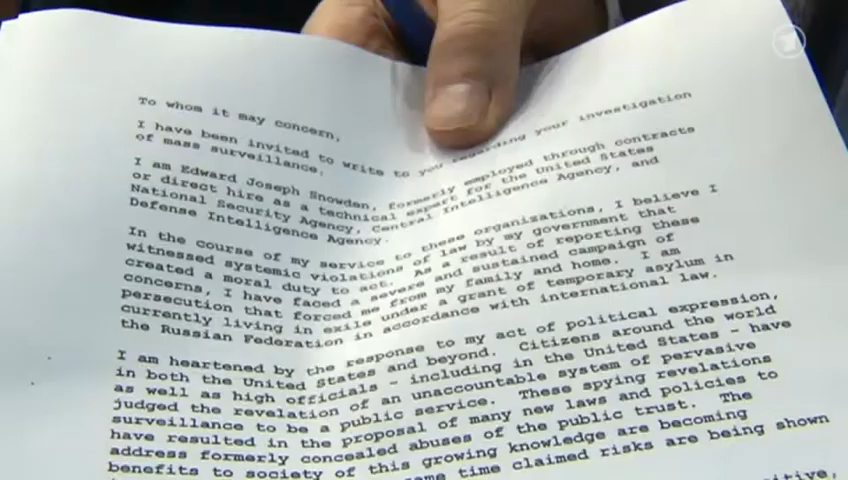 To whom it may concern,
I have been invited to write to you regarding your investigation
of mass surveillance.
I am Edward Joseph Snowden, formerly employed through contracts
or direct hire as a technical expert for the United States
National Security Agency, Central Intelligence Agency, and
Defense Intelligence Agency.
In the course of my service to these organizations, I believe I
witnessed systemic violations of law by my government that
created a moral duty to act. As a result of reporting these
concerns, I have faced a severe and sustained campaign of
persecution that forced me from my family and home. I am
currently living in exile under a grant of temporary asylum in
the Russian Federation in accordance with international law.
I am heartened by the response to my act of political expression,
in both the United States and beyond. Citizens around the world
as well as high officials - including in the United States - have
judged the revelation of an unaccountable system of pervasive
surveillance to be a public service. These spying revelations
have resulted in the proposal of many new laws and policies to
address formerly concealed abuses of the public trust. The
benefits to society of this growing knowledge are becoming
same time claimed risks are being shown